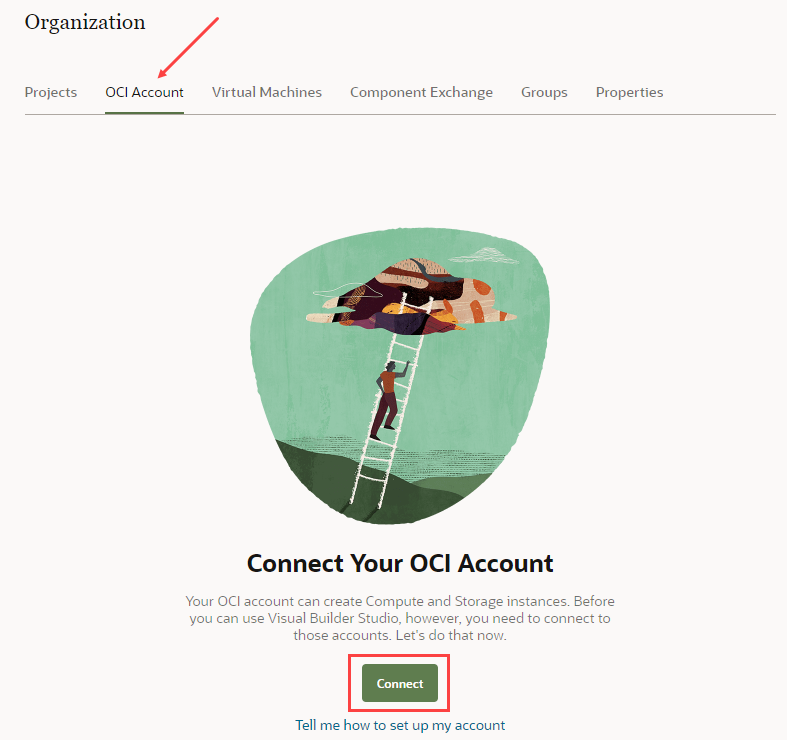 Organization
Projects OCI Account Virtual Machines Component Exchange Groups Properties
Connect Your OCI Account
Your OCI account can create Compute and Storage instances. Before
you can use Visual Builder Studio, however, you need to connect to
those accounts. Let's do that now.
Connect
Tell me how to set up my account